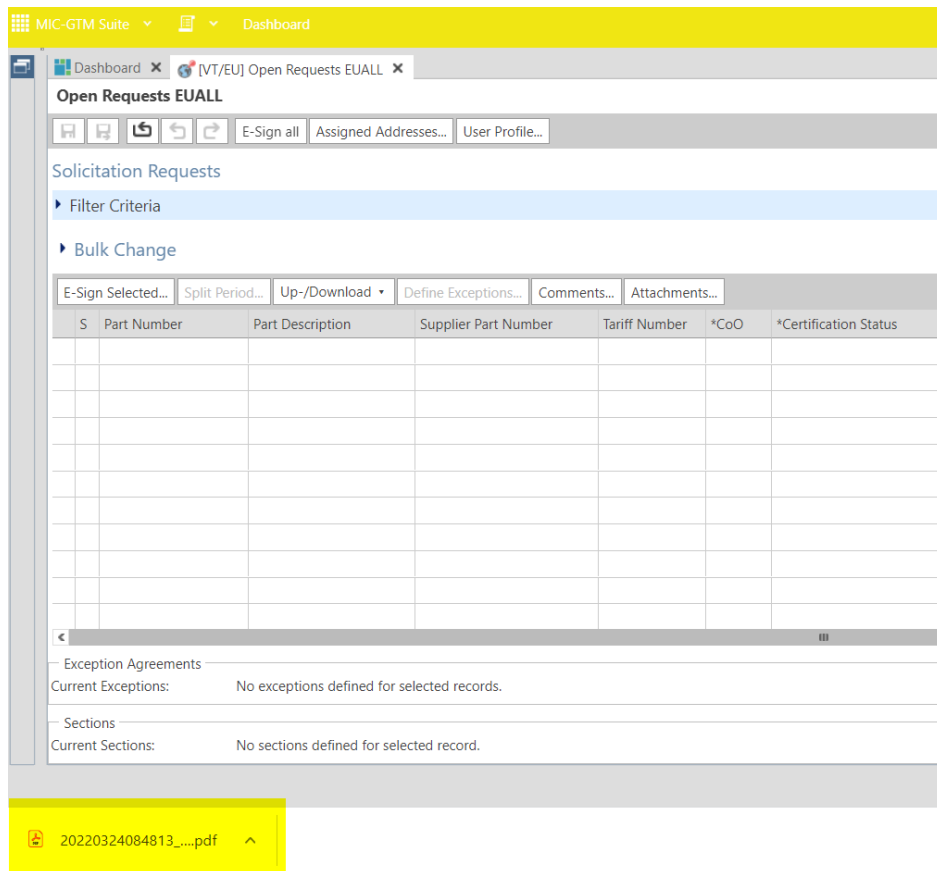 MIC-GTM Suite Dashboard
Dashboard [VT/EU] Open Requests EUALL
Open Requests EUALL
E-Sign all Assigned Addresses... User Profile...
Solicitation Requests
Filter Criteria
Bulk Change
E-Sign Selected... Split Period... Up-/Download Define Exceptions... Comments... Attachments...
S Part Number Part Description Supplier Part Number Tariff Number *CoO *Certification Status
Exception Agreements
Current Exceptions: No exceptions defined for selected records.
Sections
Current Sections: No sections defined for selected record.
20220324084813_....pdf